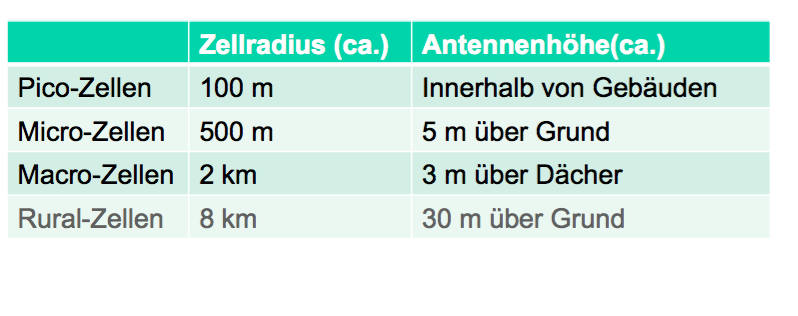 Zellradius (ca.) Antennenhöhe(ca.)
Pico-Zellen 100 m Innerhalb von Gebäuden
Micro-Zellen 500 m 5 m über Grund
Macro-Zellen 2 km 3 m über Dächer
Rural-Zellen 8 km 30 m über Grund